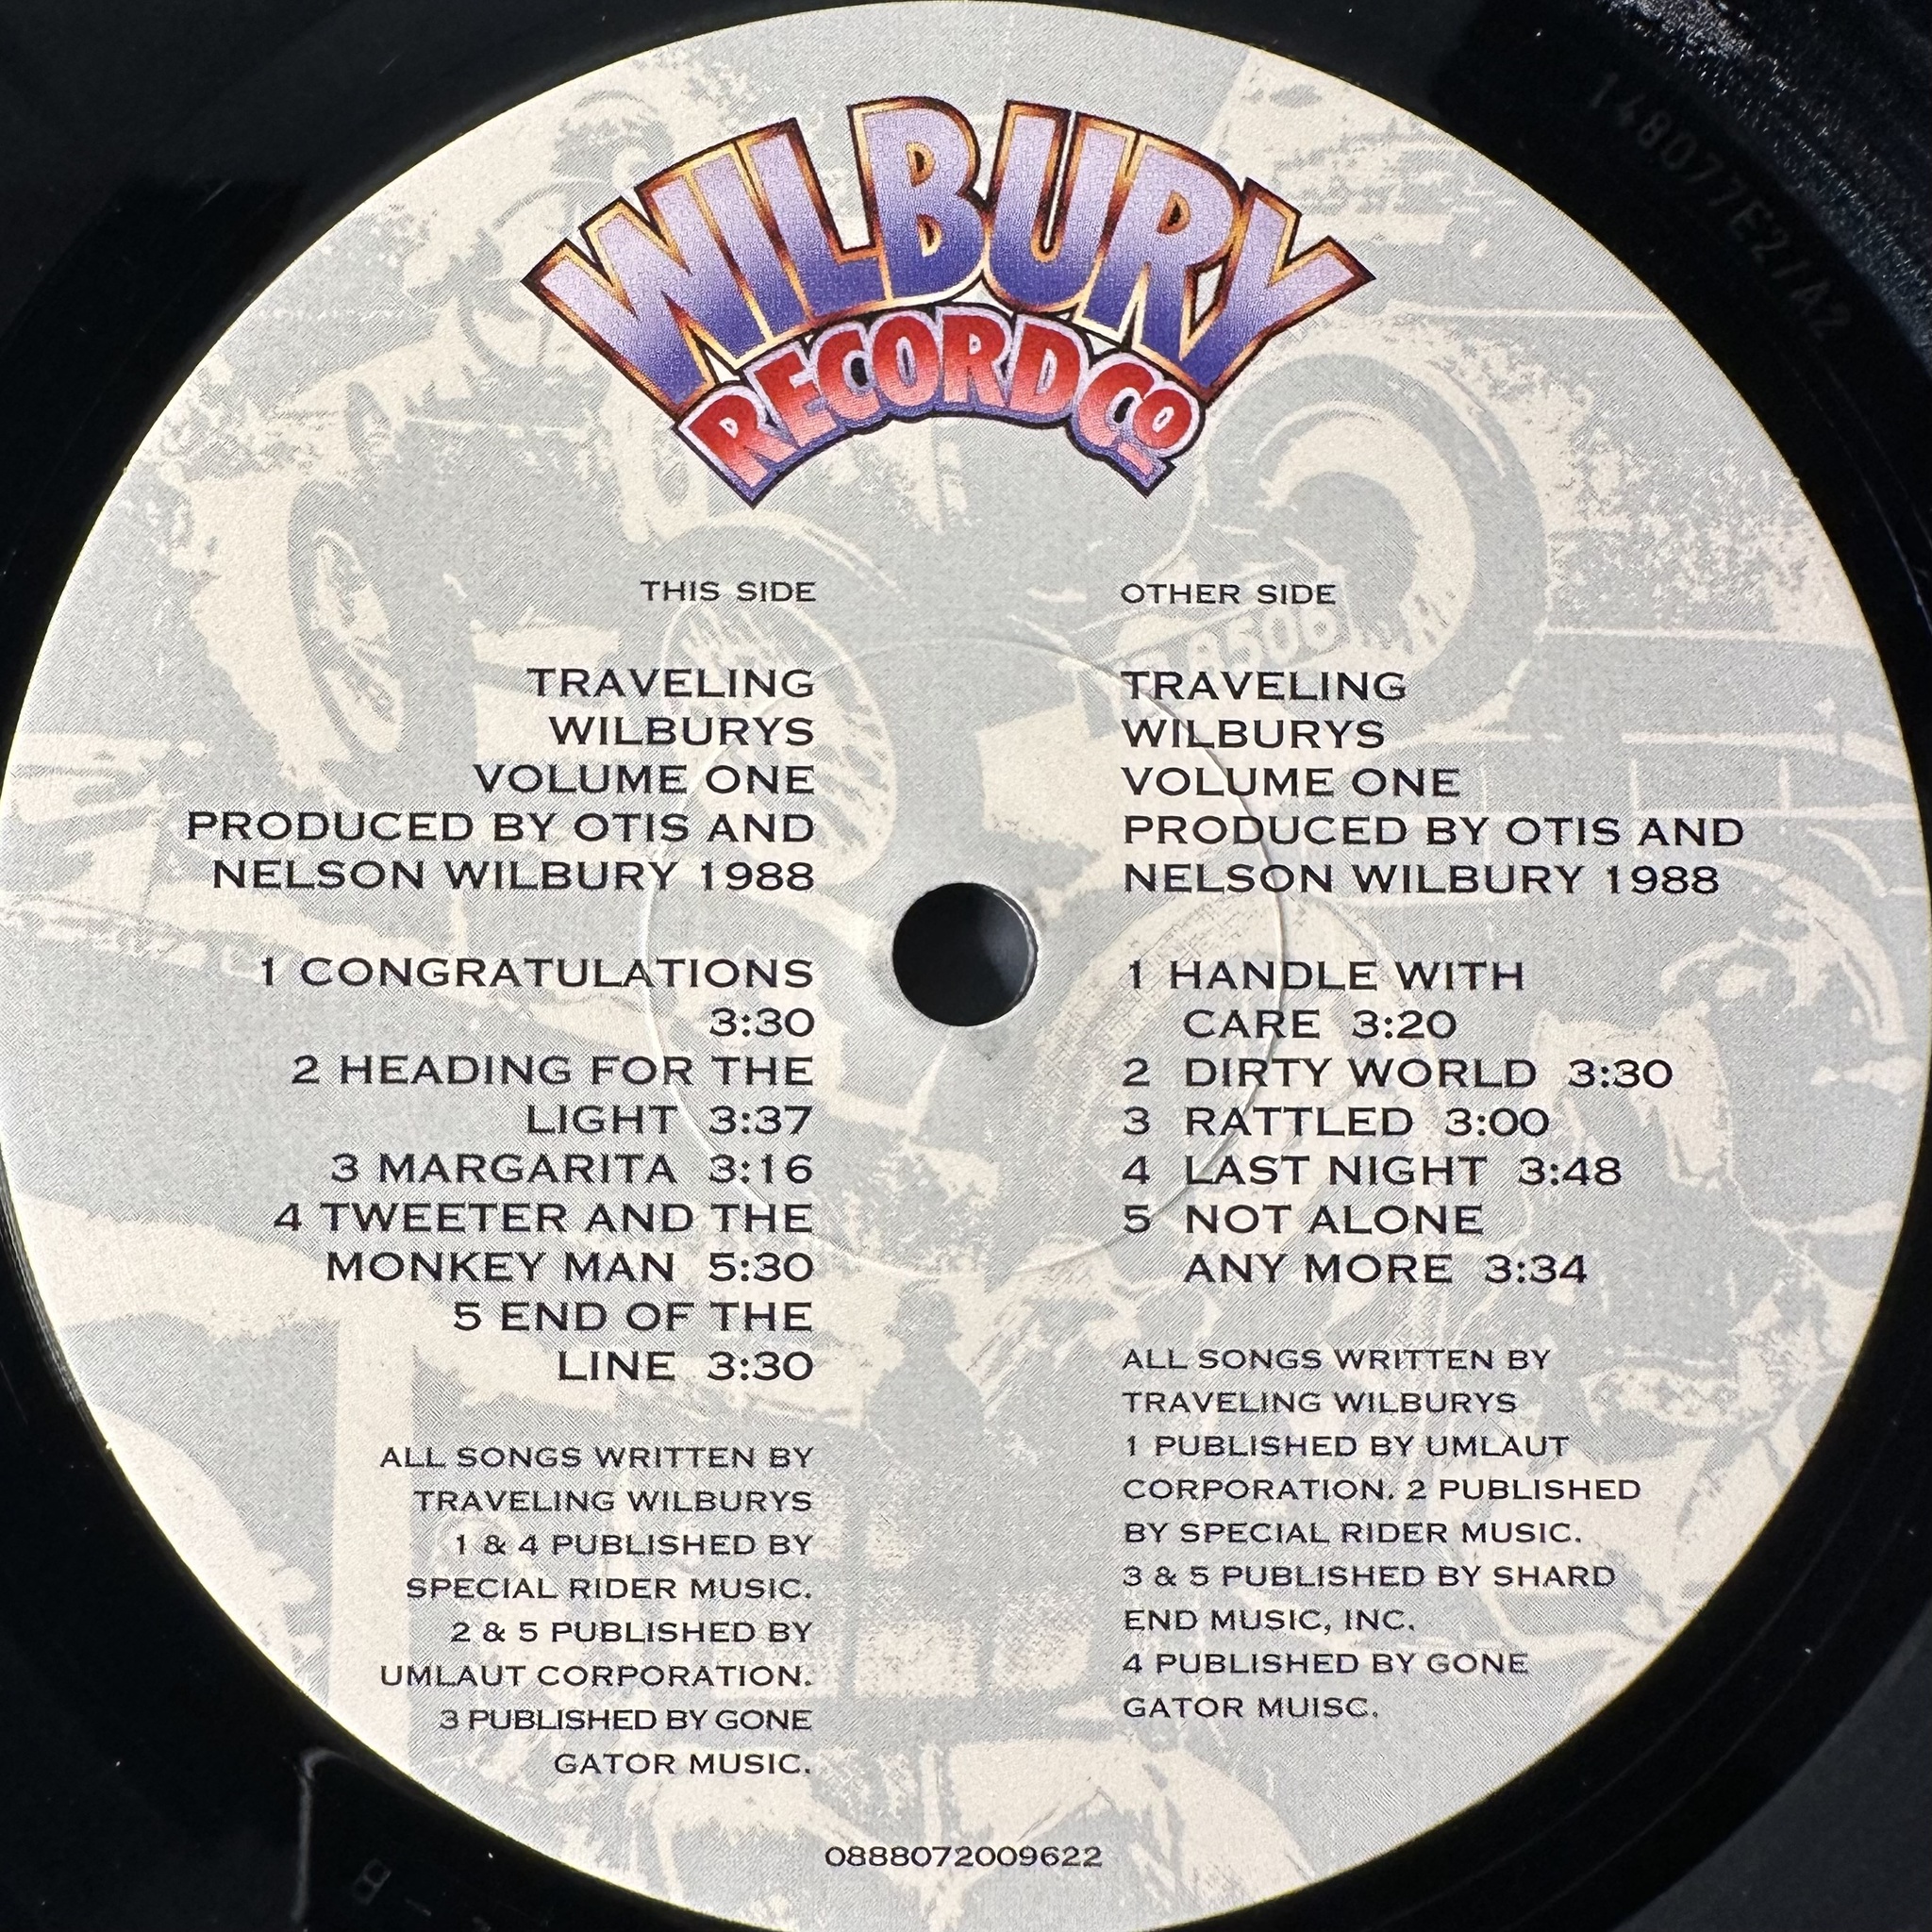 WILBURY
RECORD CO
THIS SIDE
TRAVELING
WILBURYS
VOLUME ONE
PRODUCED BY OTIS AND
NELSON WILBURY 1988
1 CONGRATULATIONS
3:30
2 HEADING FOR THE
LIGHT 3:37
3 MARGARITA 3:16
4 TWEETER AND THE
MONKEY MAN 5:30
5 END OF THE
LINE 3:30
ALL SONGS WRITTEN BY
TRAVELING WILBURYS
1 & 4 PUBLISHED BY
SPECIAL RIDER MUSIC.
2 & 5 PUBLISHED BY
UMLAUT CORPORATION.
3 PUBLISHED BY GONE
GATOR MUSIC.
OTHER SIDE
TRAVELING
WILBURYS
VOLUME ONE
PRODUCED BY OTIS AND
NELSON WILBURY 1988
1 HANDLE WITH
CARE 3:20
2 DIRTY WORLD 3:30
3 RATTLED 3:00
4 LAST NIGHT 3:48
5 NOT ALONE
ANY MORE 3:34
ALL SONGS WRITTEN BY
TRAVELING WILBURYS
1 PUBLISHED BY UMLAUT
CORPORATION. 2 PUBLISHED
BY SPECIAL RIDER MUSIC.
3 & 5 PUBLISHED BY SHARD
END MUSIC, INC.
4 PUBLISHED BY GONE
GATOR MUISC.
0888072009622
148077E2/A2